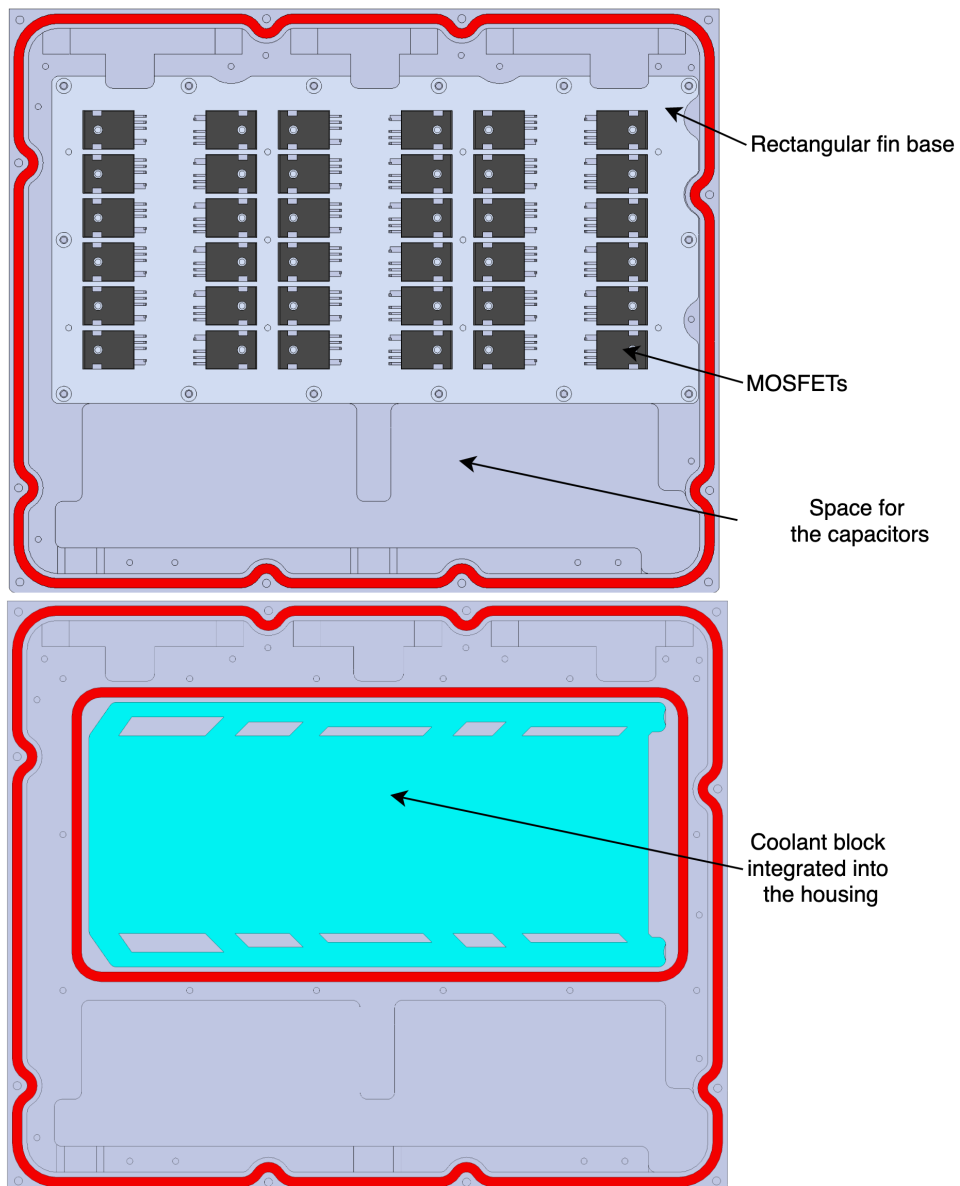 Rectangular fin base
MOSFETs
Space for
the capacitors
Coolant block
integrated into
the housing